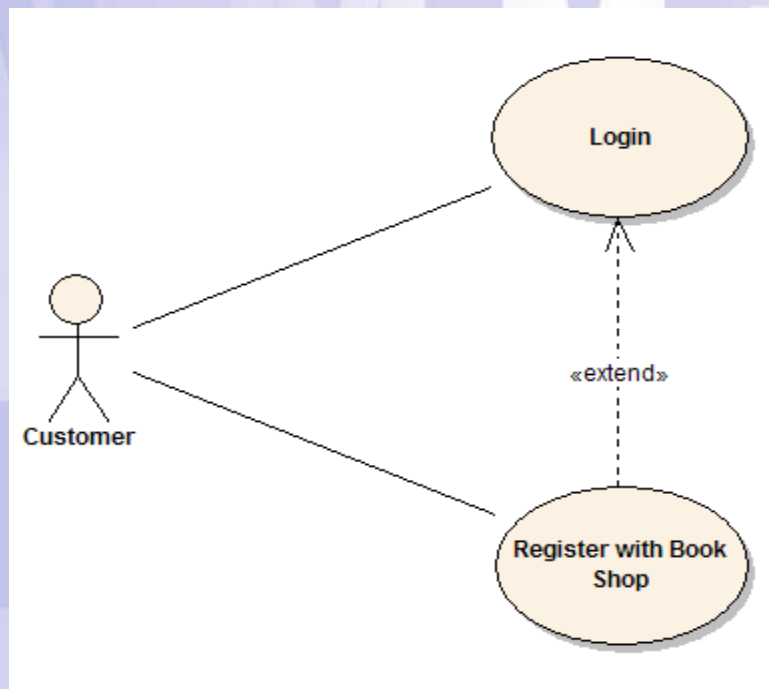 Login
«extend»
Customer
Register with Book
Shop